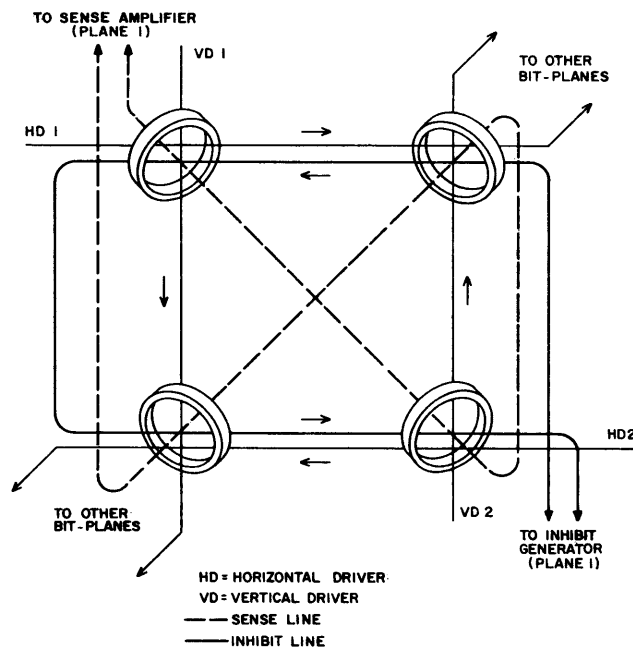 TO SENSE AMPLIFIER
(PLANE 1)
VD 1
TO OTHER
BIT-PLANES
HD 1
HD2
TO OTHER
BIT-PLANES
VD 2
TO INHIBIT
GENERATOR
(PLANE 1)
HD = HORIZONTAL DRIVER
VD = VERTICAL DRIVER
SENSE LINE
INHIBIT LINE